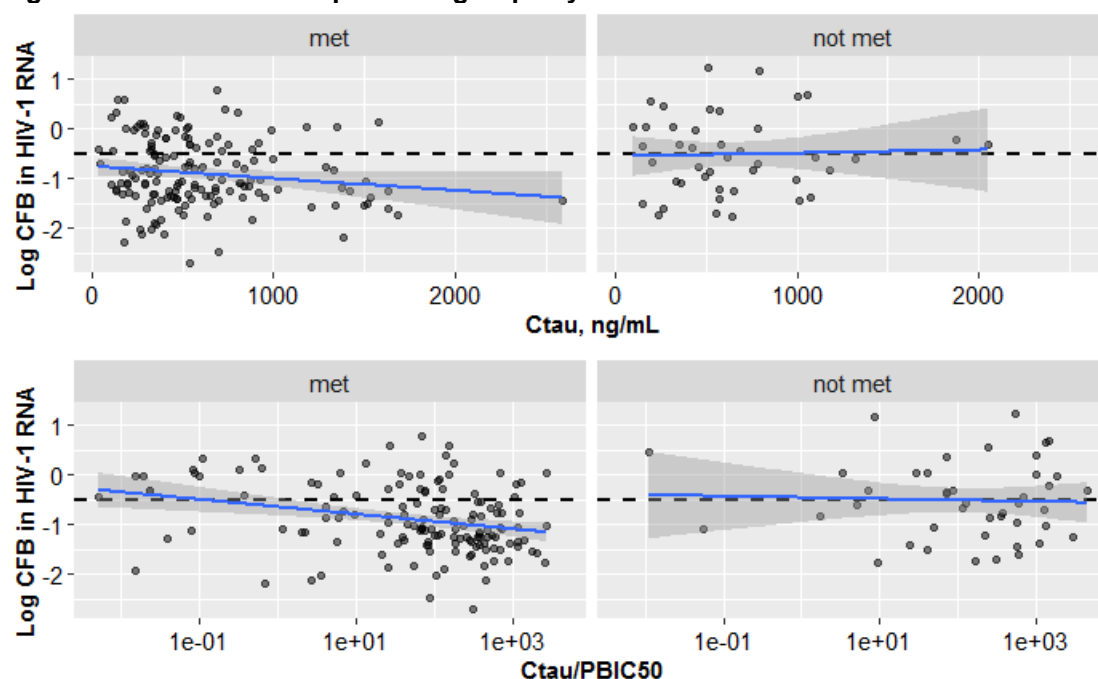 met not met
Log CFB in HIV-1 RNA
1
0
-1
-2
0 1000 2000 0 1000 2000
Ctau, ng/mL
met not met
Log CFB in HIV-1 RNA
1
0
-1
-2
1e-01 1e+01 1e+03 1e-01 1e+01 1e+03
Ctau/PBIC50